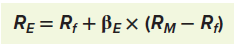 R_E = R_f + β_E × (R_M – R_f)